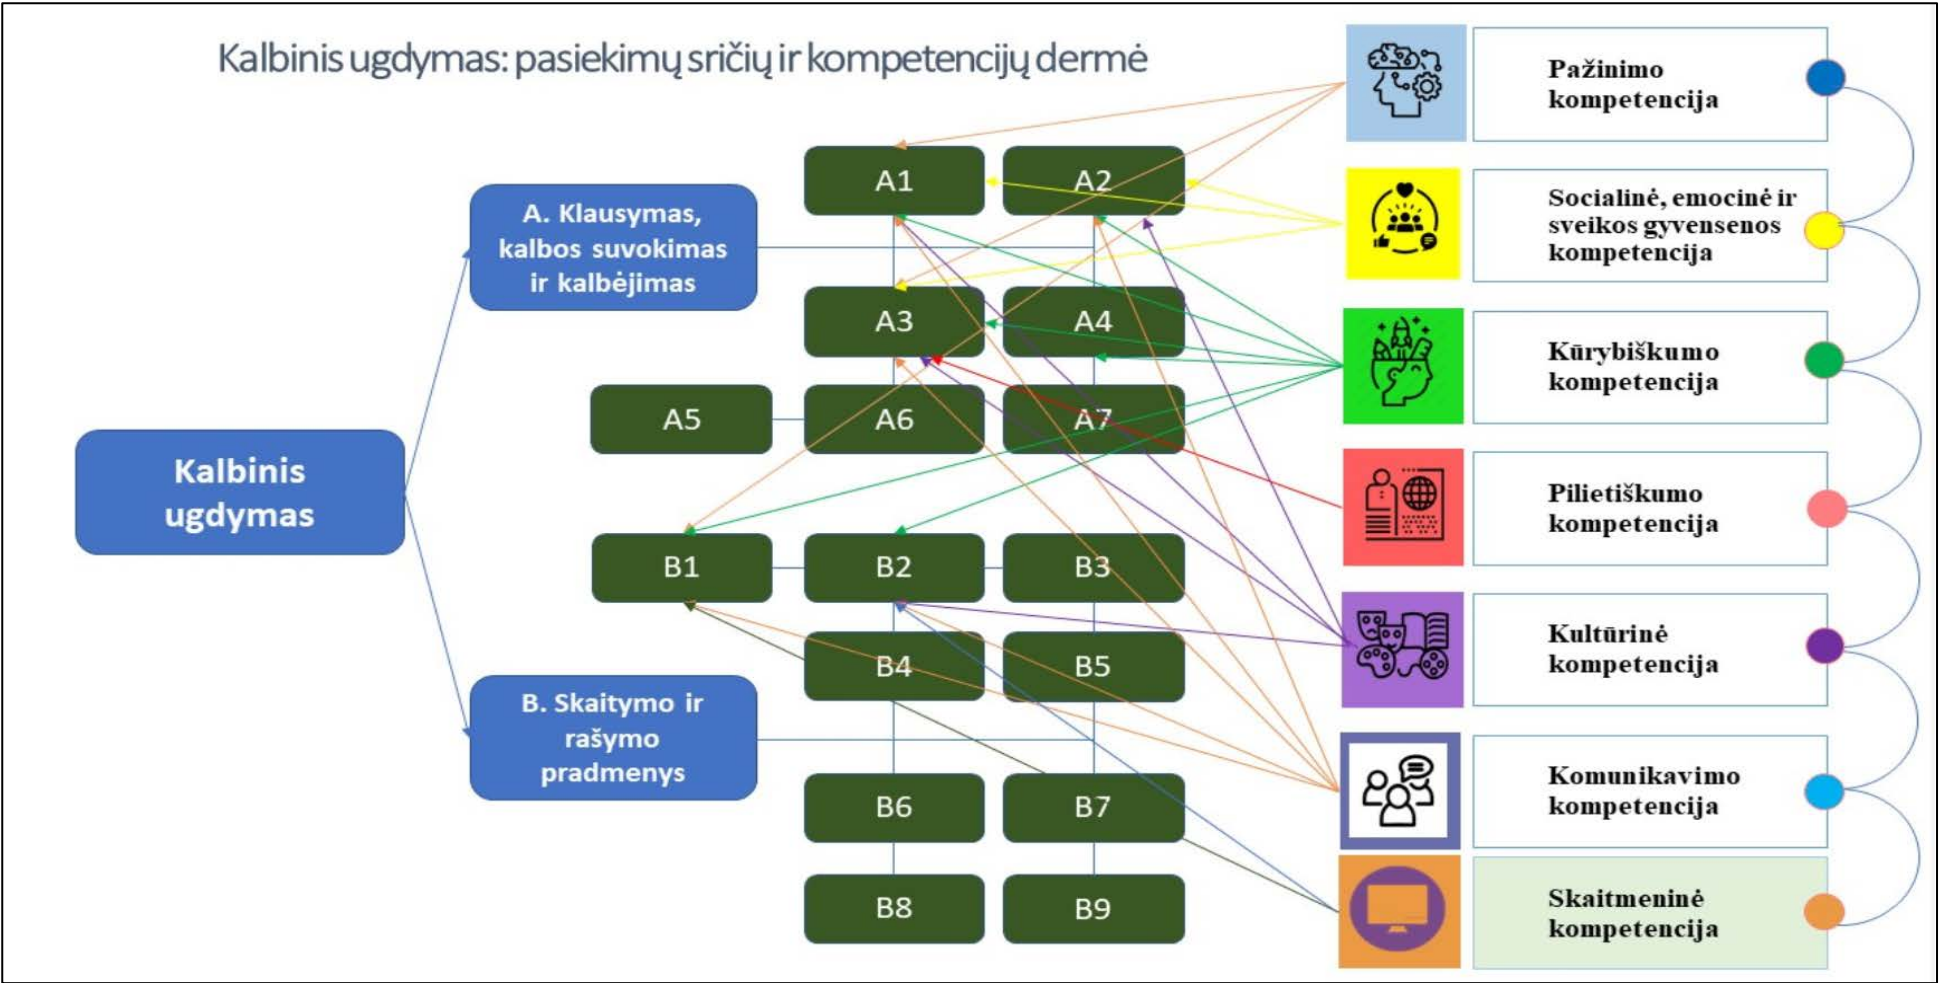 Kalbinis ugdymas: pasiekimų sričių ir kompetencijų dermė
Kalbinis
ugdymas
A. Klausymas,
kalbos suvokimas
ir kalbėjimas
B. Skaitymo ir
rašymo
pradmenys
A1
A2
A3
A4
A5
A6
A7
B1
B2
B3
B4
B5
B6
B7
B8
B9
Pažinimo
kompetencija
Socialinė, emocinė ir
sveikos gyvensenos
kompetencija
Kūrybiškumo
kompetencija
Pilietiškumo
kompetencija
Kultūrinė
kompetencija
Komunikavimo
kompetencija
Skaitmeninė
kompetencija